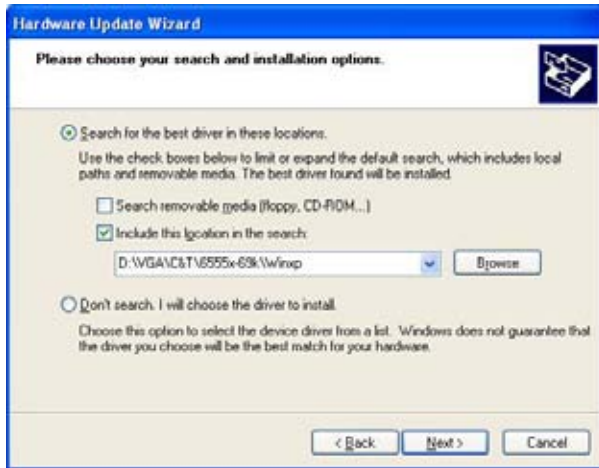 Hardware Update Wizard
Please choose your search and installation options.
Search for the best driver in these locations.
Use the check boxes below to limit or expand the default search, which includes local
paths and removable media. The best driver found will be installed.
Search removable media (floppy, CD-ROM...)
Include this location in the search:
D:\VGA\C&T\6555x-69k\Winxp
Browse
Don't search. I will choose the driver to install.
Choose this option to select the device driver from a list. Windows does not guarantee that
the driver you choose will be the best match for your hardware.
< Back
Next >
Cancel